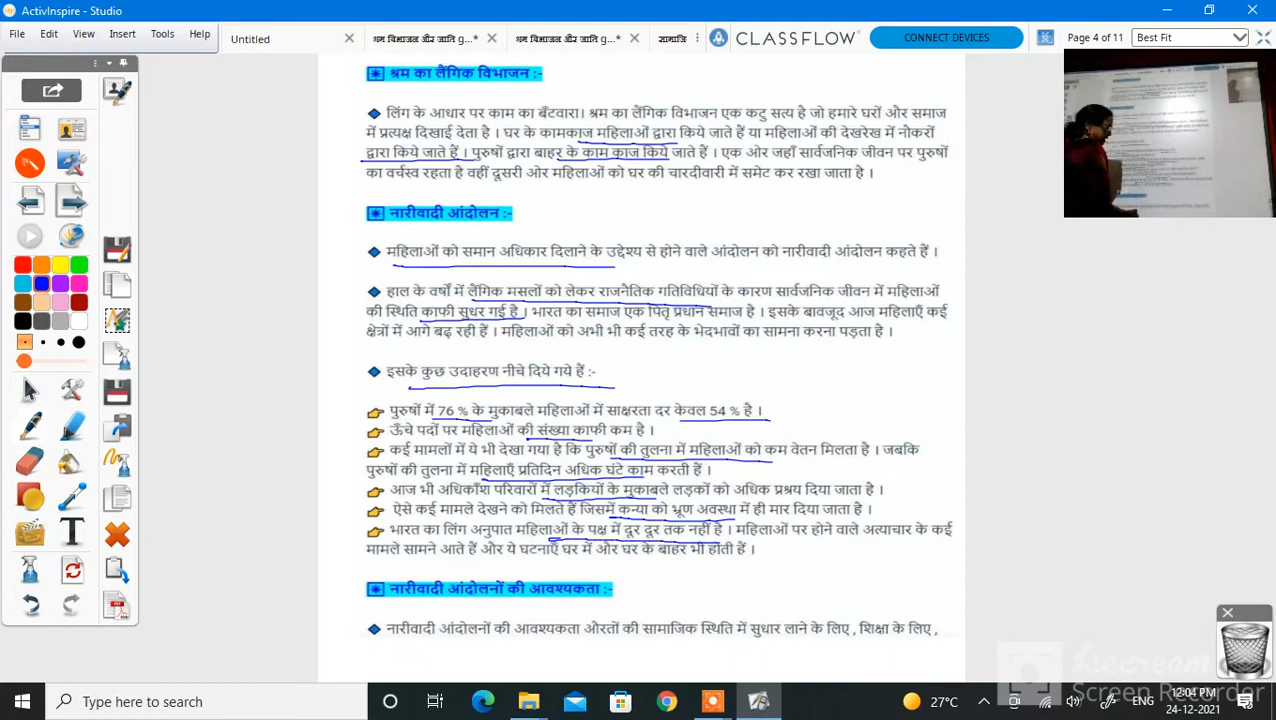 ActivInspire - Studio
File Edit View Insert Tools Help
Untitled
श्रम विभाजन और जाति g...*
श्रम विभाजन और जाति g...*
सामाजि
CLASSFLOW
CONNECT DEVICES
Page 4 of 11
Best Fit
श्रम का लैंगिक विभाजन :-
लिंग के आधार पर काम का बँटवारा। श्रम का लैंगिक विभाजन एक कटु सत्य है जो हमारे घरों और समाज
में प्रत्यक्ष दिखाई देता है । घर के कामकाज महिलाओं द्वारा किये जाते हैं या महिलाओं की देखरेख में नौकरों
द्वारा किये जाते हैं । पुरुषों द्वारा बाहर के काम काज किये जाते हैं । एक ओर जहाँ सार्वजनिक जीवन पर पुरुषों
का वर्चस्व रहता है वहीं दूसरी ओर महिलाओं को घर की चारदीवारी में समेट कर रखा जाता है ।
नारीवादी आंदोलन :-
महिलाओं को समान अधिकार दिलाने के उद्देश्य से होने वाले आंदोलन को नारीवादी आंदोलन कहते हैं ।
हाल के वर्षों में लैंगिक मसलों को लेकर राजनैतिक गतिविधियों के कारण सार्वजनिक जीवन में महिलाओं
की स्थिति काफी सुधर गई है । भारत का समाज एक पितृ प्रधान समाज है । इसके बावजूद आज महिलाएँ कई
क्षेत्रों में आगे बढ़ रही हैं । महिलाओं को अभी भी कई तरह के भेदभावों का सामना करना पड़ता है ।
इसके कुछ उदाहरण नीचे दिये गये हैं :-
पुरुषों में 76 % के मुकाबले महिलाओं में साक्षरता दर केवल 54 % है ।
ऊँचे पदों पर महिलाओं की संख्या काफी कम है ।
कई मामलों में ये भी देखा गया है कि पुरुषों की तुलना में महिलाओं को कम वेतन मिलता है । जबकि
पुरुषों की तुलना में महिलाएँ प्रतिदिन अधिक घंटे काम करती हैं ।
आज भी अधिकाँश परिवारों में लड़कियों के मुकाबले लड़कों को अधिक प्रश्रय दिया जाता है ।
ऐसे कई मामले देखने को मिलते हैं जिसमें कन्या को भ्रूण अवस्था में ही मार दिया जाता है ।
भारत का लिंग अनुपात महिलाओं के पक्ष में दूर दूर तक नहीं है । महिलाओं पर होने वाले अत्याचार के कई
मामले सामने आते हैं और ये घटनाएँ घर में और घर के बाहर भी होती हैं ।
नारीवादी आंदोलनों की आवश्यकता :-
नारीवादी आंदोलनों की आवश्यकता औरतों की सामाजिक स्थिति में सुधार लाने के लिए , शिक्षा के लिए ,
Icecream
Screen Recorder
Type here to search
27°C
ENG
12:04 PM
24-12-2021